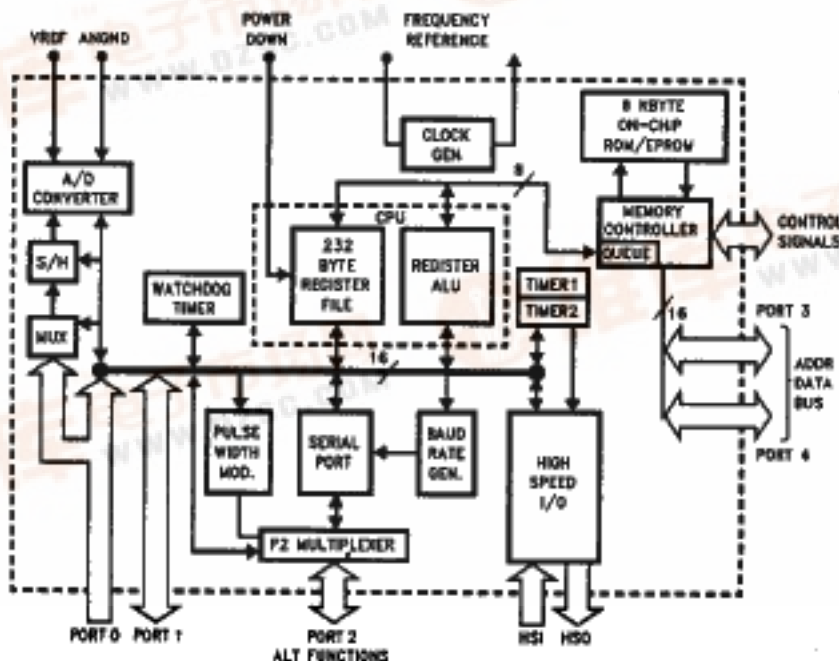 VREF ANGND
POWER
DOWN
FREQUENCY
REFERENCE
CLOCK
GEN.
8 KBYTE
ON-CHIP
ROM/EPROM
A/D
CONVERTER
8
CPU
MEMORY
CONTROLLER
QUEUE
CONTROL
SIGNALS
S/H
232
BYTE
REGISTER
FILE
REGISTER
ALU
WATCHDOG
TIMER
TIMER1
TIMER2
MUX
16
16
PORT 3
ADDR
DATA
BUS
PORT 4
PULSE
WIDTH
MOD.
SERIAL
PORT
BAUD
RATE
GEN.
HIGH
SPEED
I/O
P2 MULTIPLEXER
PORT 0
PORT 1
PORT 2
ALT FUNCTIONS
HSI
HSO